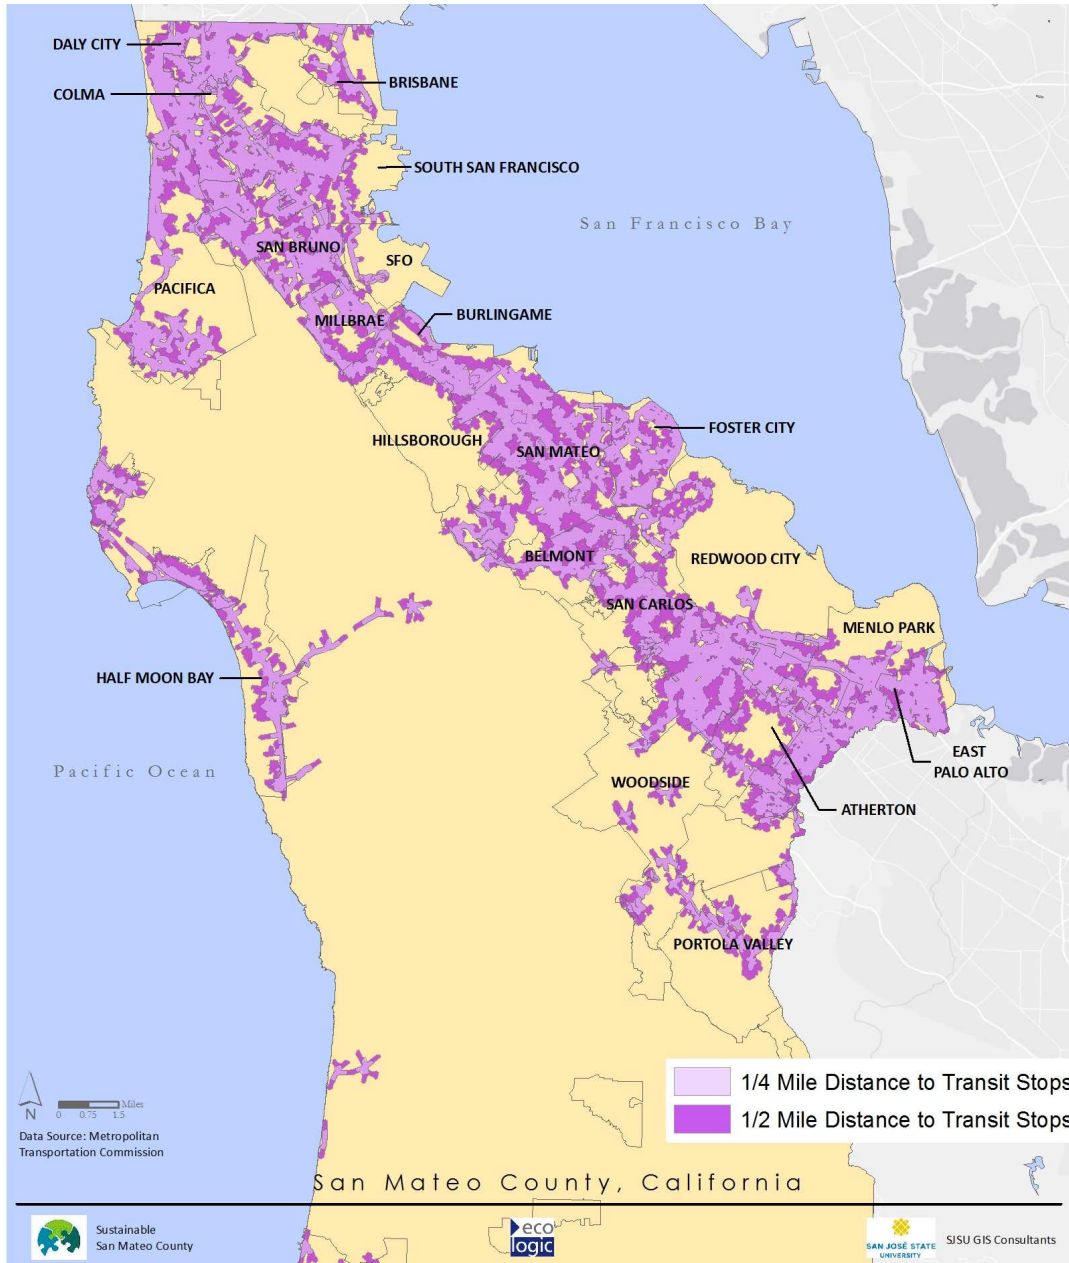 DALY CITY
COLMA
BRISBANE
SOUTH SAN FRANCISCO
San Francisco Bay
SAN BRUNO
SFO
PACIFICA
MILLBRAE
BURLINGAME
HILLSBOROUGH
SAN MATEO
FOSTER CITY
BELMONT
REDWOOD CITY
SAN CARLOS
MENLO PARK
HALF MOON BAY
Pacific Ocean
EAST
PALO ALTO
WOODSIDE
ATHERTON
PORTOLA VALLEY
1/4 Mile Distance to Transit Stops
1/2 Mile Distance to Transit Stops
N
Miles
0 0.75 1.5
Data Source: Metropolitan
Transportation Commission
San Mateo County, California
Sustainable
San Mateo County
eco
logic
SAN JOSÉ STATE
UNIVERSITY
SJSU GIS Consultants